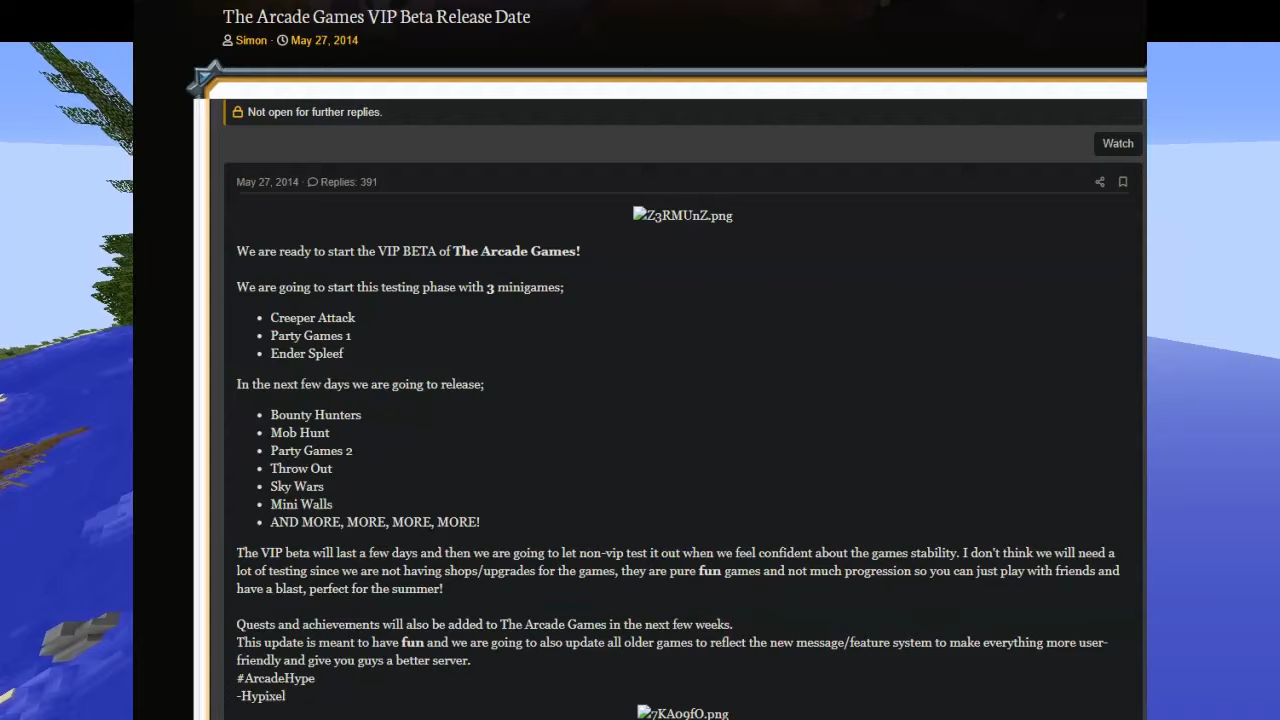 The Arcade Games VIP Beta Release Date
Simon · May 27, 2014
Not open for further replies.
Watch
May 27, 2014 · Replies: 391
Z3RMUnZ.png
We are ready to start the VIP BETA of The Arcade Games!
We are going to start this testing phase with 3 minigames;
• Creeper Attack
• Party Games 1
• Ender Spleef
In the next few days we are going to release;
• Bounty Hunters
• Mob Hunt
• Party Games 2
• Throw Out
• Sky Wars
• Mini Walls
• AND MORE, MORE, MORE, MORE!
The VIP beta will last a few days and then we are going to let non-vip test it out when we feel confident about the games stability. I don't think we will need a
lot of testing since we are not having shops/upgrades for the games, they are pure fun games and not much progression so you can just play with friends and
have a blast, perfect for the summer!
Quests and achievements will also be added to The Arcade Games in the next few weeks.
This update is meant to have fun and we are going to also update all older games to reflect the new message/feature system to make everything more user-
friendly and give you guys a better server.
#ArcadeHype
-Hypixel
7KA09fO.png